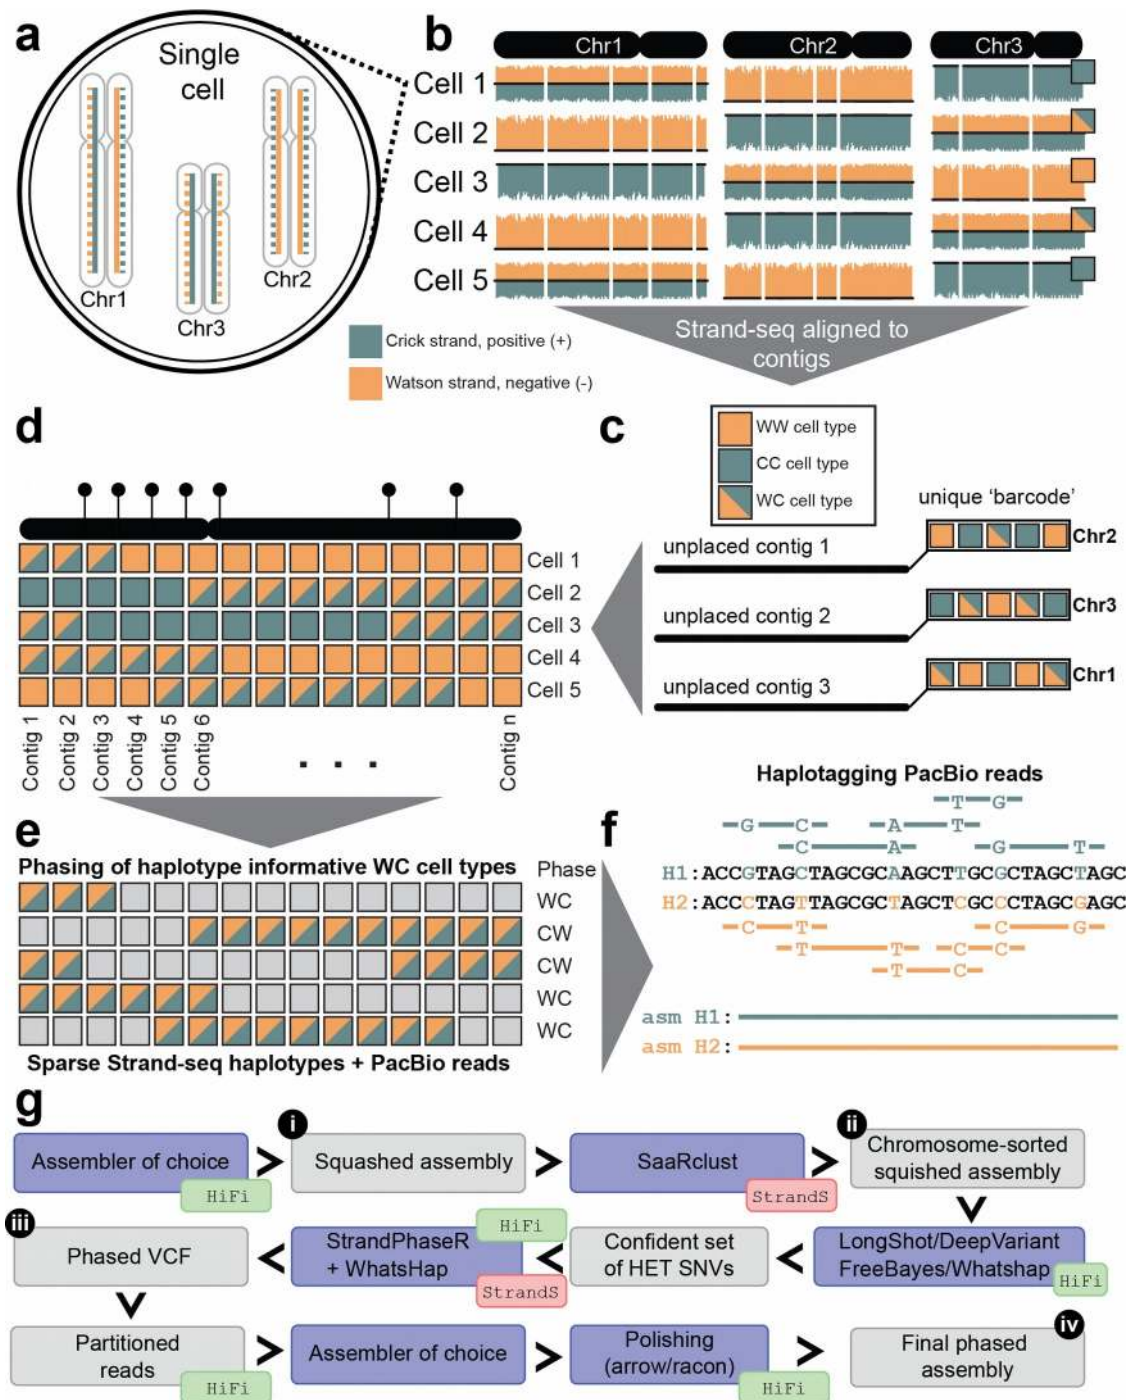 a
Single
cell
Chr1
Chr2
Chr3
b
Chr1
Chr2
Chr3
Cell 1
Cell 2
Cell 3
Cell 4
Cell 5
Crick strand, positive (+)
Watson strand, negative (-)
Strand-seq aligned to
contigs
c
WW cell type
CC cell type
WC cell type
unique ‘barcode’
unplaced contig 1
Chr2
unplaced contig 2
Chr3
unplaced contig 3
Chr1
d
Cell 1
Cell 2
Cell 3
Cell 4
Cell 5
Contig 1
Contig 2
Contig 3
Contig 4
Contig 5
Contig 6
. . .
Contig n
e
Phasing of haplotype informative WC cell types
Phase
WC
CW
CW
WC
WC
Sparse Strand-seq haplotypes + PacBio reads
f
Haplotagging PacBio reads
T G
G C A T
C A G T
H1:ACCGTAGCTAGCGCAAGCTTGCGCTAGCTAGC
H2:ACCCTAGTTAGCGCTAGCTCGCCCTAGCGAGC
C T C G
T T C C
T C
asm H1:
asm H2:
g
Assembler of choice
HiFi
i
Squashed assembly
SaaRclust
StrandS
ii
Chromosome-sorted
squished assembly
LongShot/DeepVariant
FreeBayes/Whatshap
HiFi
Confident set
of HET SNVs
HiFi
StrandPhaseR
+ WhatsHap
StrandS
iii
Phased VCF
Partitioned
reads
HiFi
Assembler of choice
Polishing
(arrow/racon)
HiFi
iv
Final phased
assembly